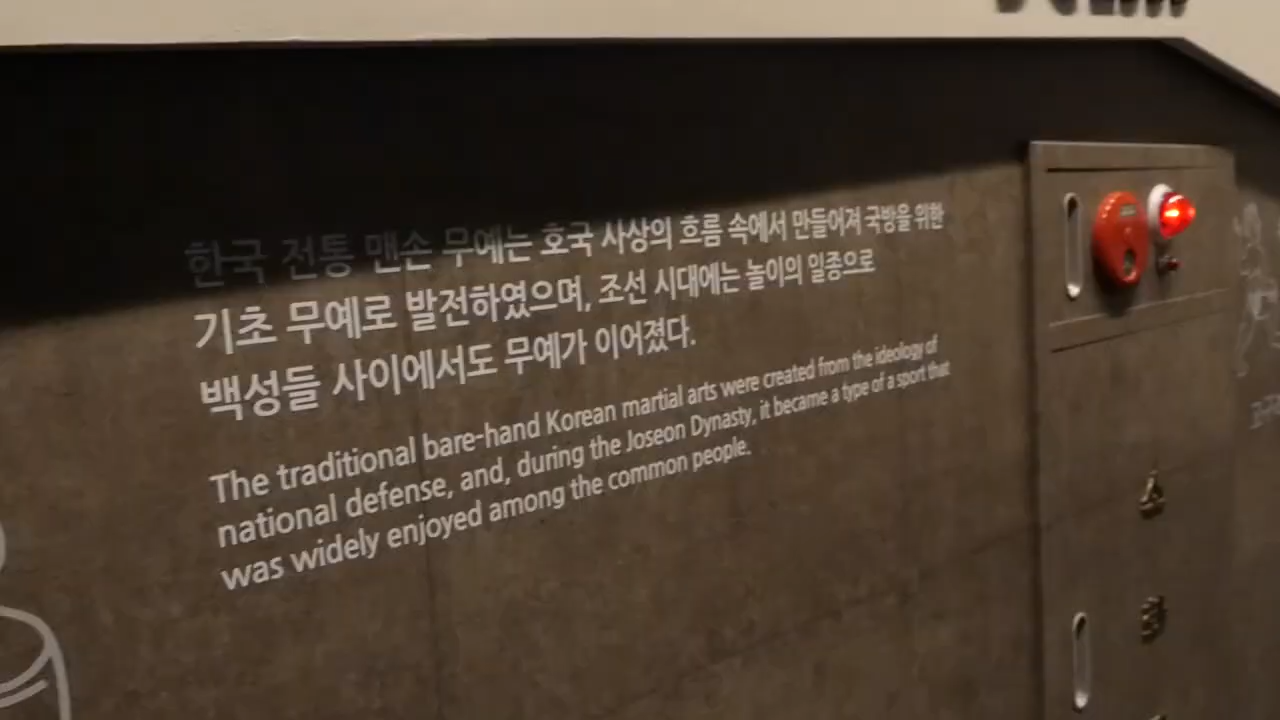 한국 전통 맨손 무예는 호국 사상의 흐름 속에서 만들어져 국방을 위한
기초 무예로 발전하였으며, 조선 시대에는 놀이의 일종으로
백성들 사이에서도 무예가 이어졌다.
The traditional bare-hand Korean martial arts were created from the ideology of
national defense, and, during the Joseon Dynasty, it became a type of a sport that
was widely enjoyed among the common people.
소
화